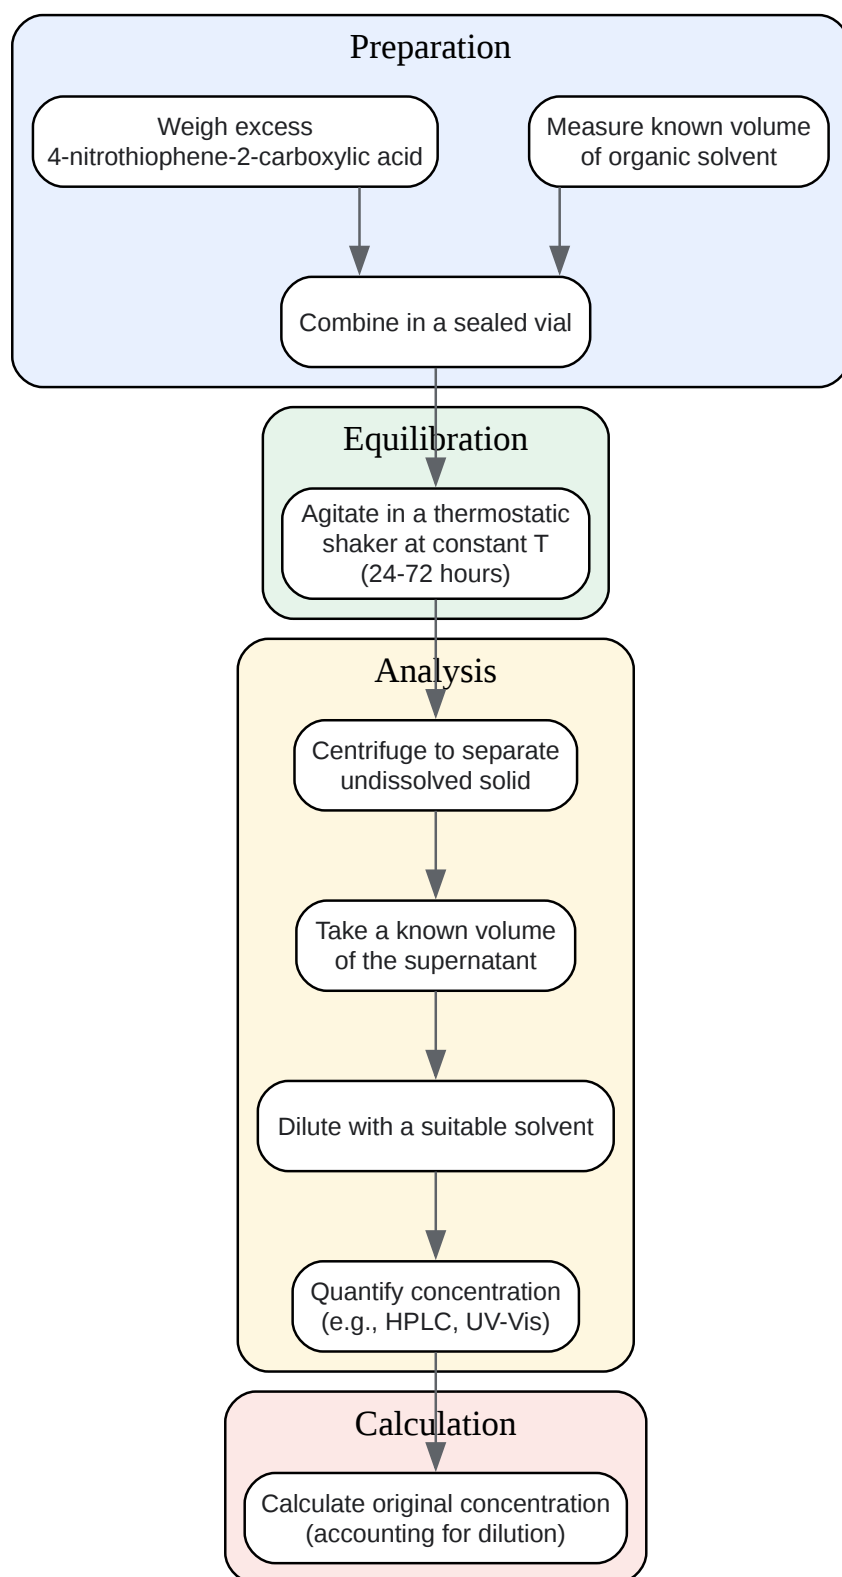 Preparation
Weigh excess
4-nitrothiophene-2-carboxylic acid
Measure known volume
of organic solvent
Combine in a sealed vial
Equilibration
Agitate in a thermostatic
shaker at constant T
(24-72 hours)
Analysis
Centrifuge to separate
undissolved solid
Take a known volume
of the supernatant
Dilute with a suitable solvent
Quantify concentration
(e.g., HPLC, UV-Vis)
Calculation
Calculate original concentration
(accounting for dilution)